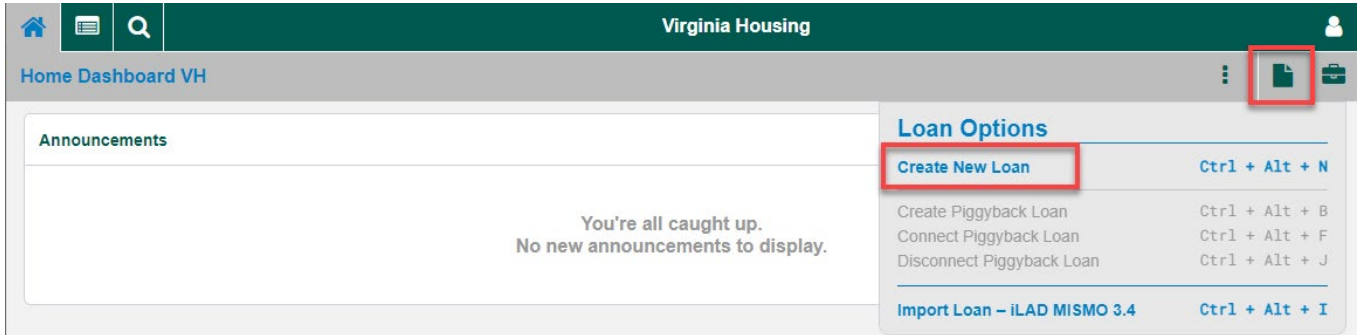 Virginia Housing
Home Dashboard VH
Announcements
You're all caught up.
No new announcements to display.
Loan Options
Create New Loan Ctrl + Alt + N
Create Piggyback Loan Ctrl + Alt + B
Connect Piggyback Loan Ctrl + Alt + F
Disconnect Piggyback Loan Ctrl + Alt + J
Import Loan – iLAD MISMO 3.4 Ctrl + Alt + I